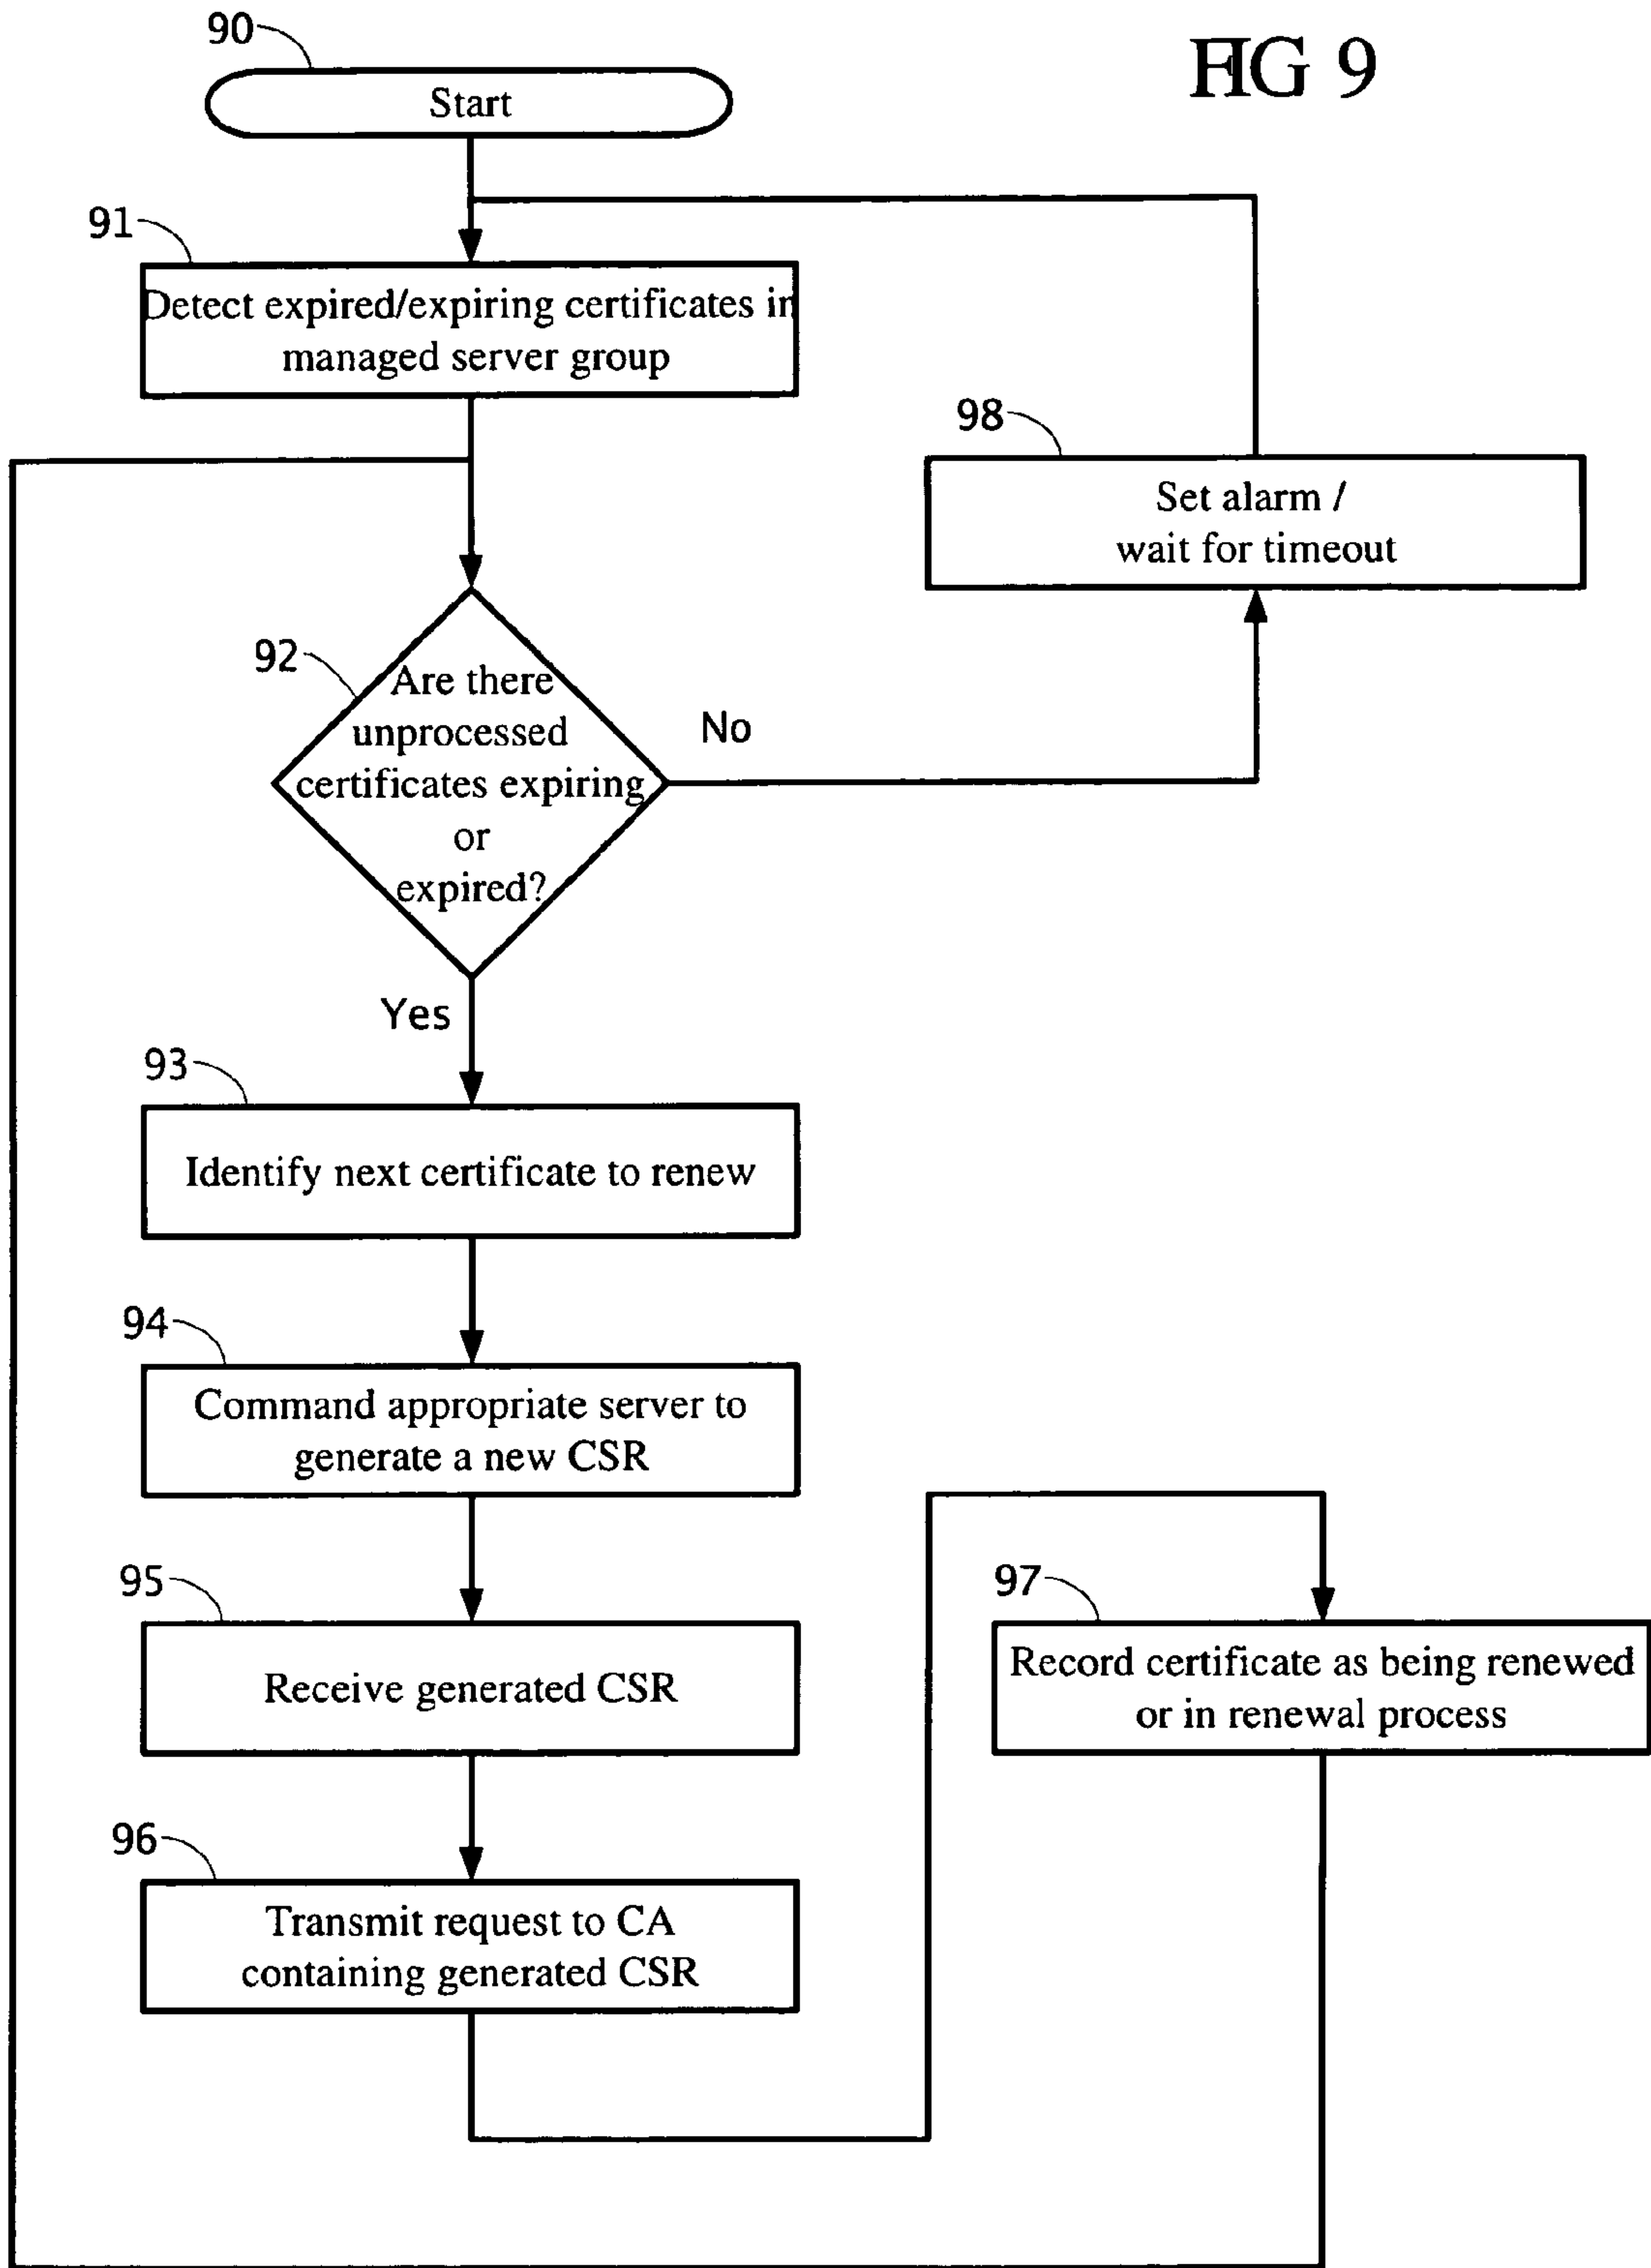 FIG 9
90
Start
91
Detect expired/expiring certificates in
managed server group
98
Set alarm /
wait for timeout
92
Are there
unprocessed
certificates expiring
or
expired?
No
Yes
93
Identify next certificate to renew
94
Command appropriate server to
generate a new CSR
95
Receive generated CSR
97
Record certificate as being renewed
or in renewal process
96
Transmit request to CA
containing generated CSR